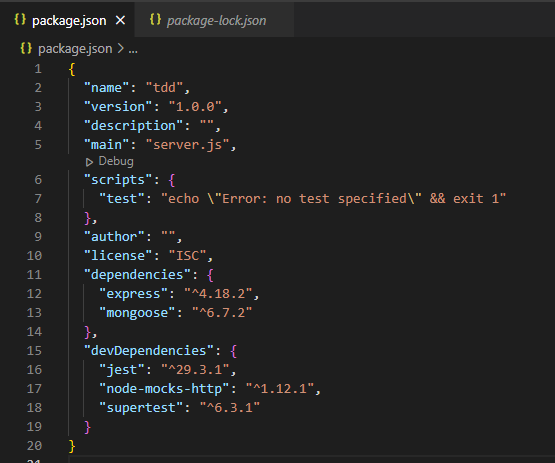 {} package.json × {} package-lock.json
{} package.json > ...
1 {
2   "name": "tdd",
3   "version": "1.0.0",
4   "description": "",
5   "main": "server.js",
Debug
6   "scripts": {
7     "test": "echo \"Error: no test specified\" && exit 1"
8   },
9   "author": "",
10   "license": "ISC",
11   "dependencies": {
12     "express": "^4.18.2",
13     "mongoose": "^6.7.2"
14   },
15   "devDependencies": {
16     "jest": "^29.3.1",
17     "node-mocks-http": "^1.12.1",
18     "supertest": "^6.3.1"
19   }
20 }
21